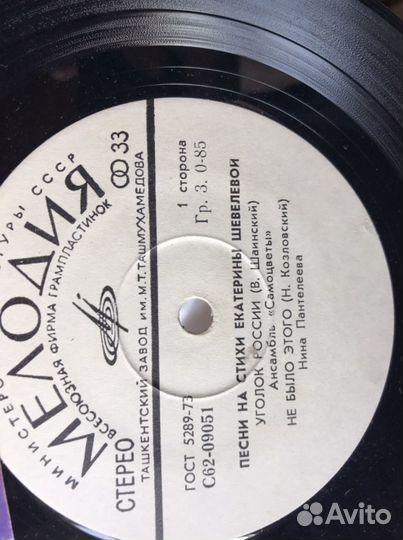 МИНИСТЕРС
ТУРЫ СССР
МЕЛОДИЯ
ВСЕСОЮЗНАЯ ФИРМА ГРАМПЛАСТИНОК
СТЕРЕО
33
ТАШКЕНТСКИЙ ЗАВОД ИМ. М.Т. ТАШМУХАМЕДОВА
ГОСТ 5289-73
1 сторона
С62-09051
Гр. 3. 0-85
ПЕСНИ НА СТИХИ ЕКАТЕРИНЫ ШЕВЕЛЕВОЙ
УГОЛОК РОССИИ (В. Шаинский)
Ансамбль «Самоцветы»
НЕ БЫЛО ЭТОГО (Н. Козловский)
Нина Пантелеева
Avito